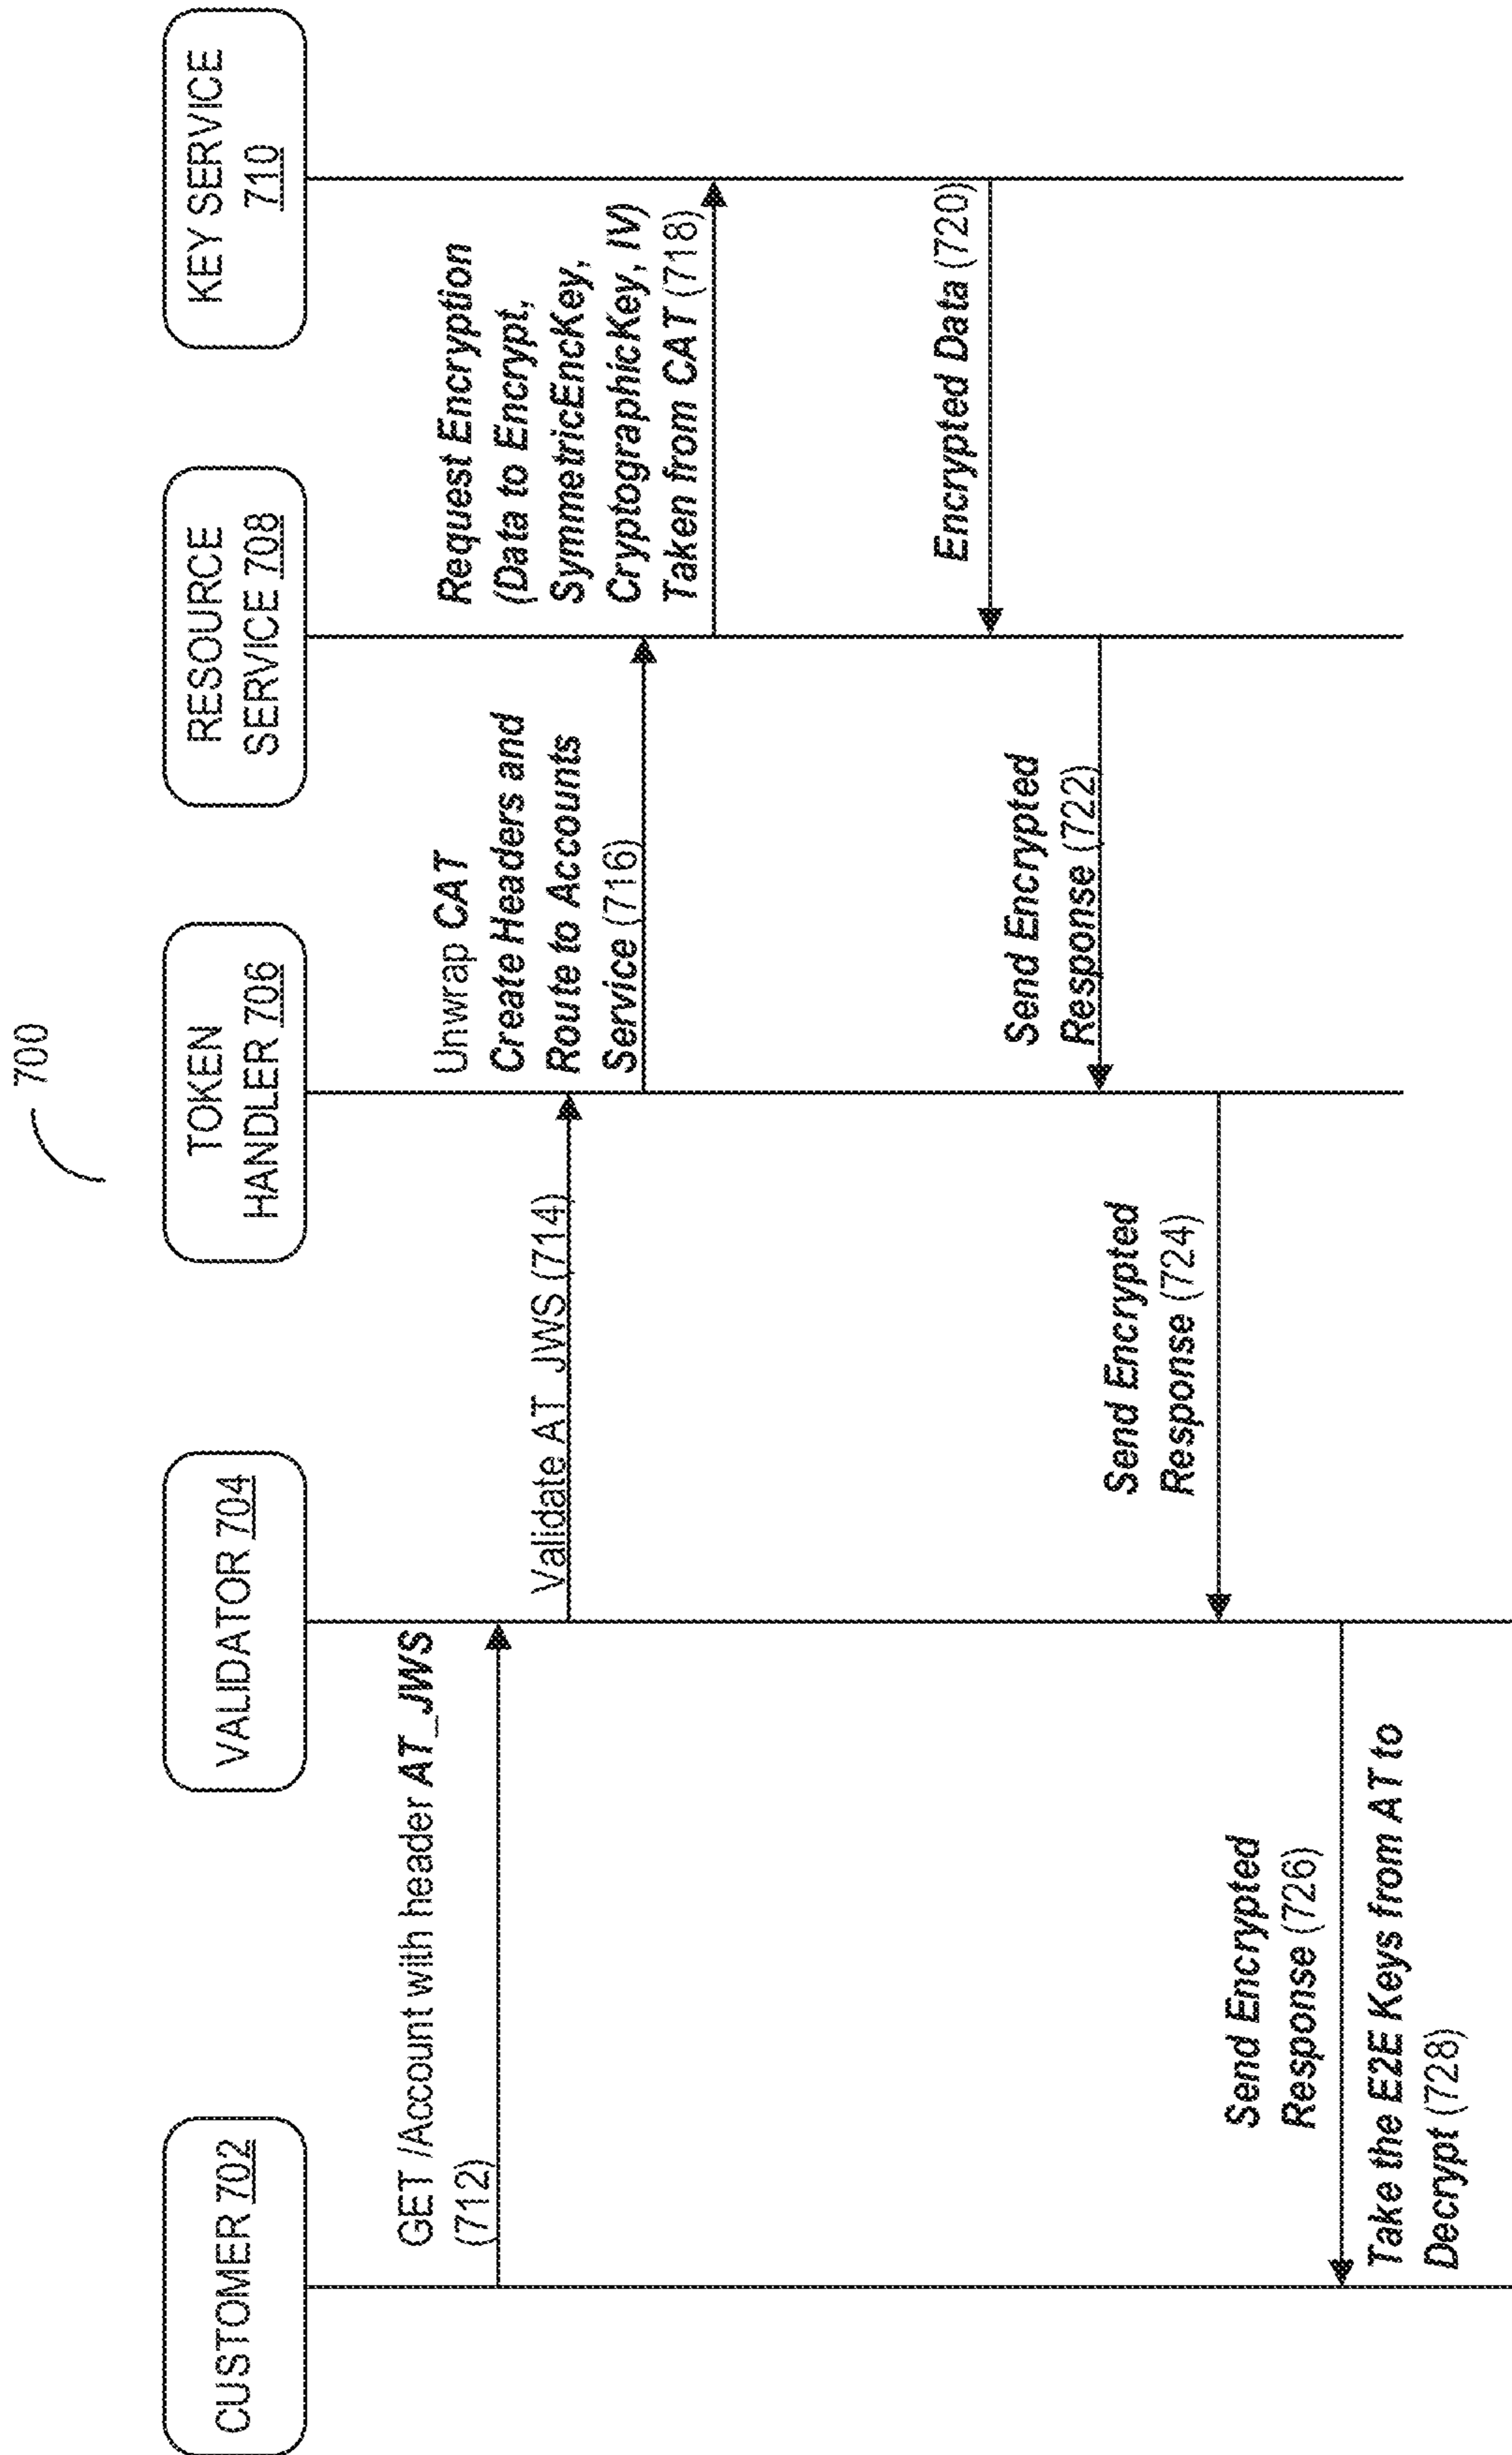 700
CUSTOMER 702
VALIDATOR 704
TOKEN
HANDLER 706
RESOURCE
SERVICE 708
KEY SERVICE
710
GET /Account with header AT_JWS
(712)
Validate AT_JWS (714)
Unwrap CAT
Create Headers and
Route to Accounts
Service (716)
Request Encryption
(Data to Encrypt,
SymmetricEncKey,
CryptographicKey, IV)
Taken from CAT (718)
Encrypted Data (720)
Send Encrypted
Response (722)
Send Encrypted
Response (724)
Send Encrypted
Response (726)
Take the E2E Keys from AT to
Decrypt (728)